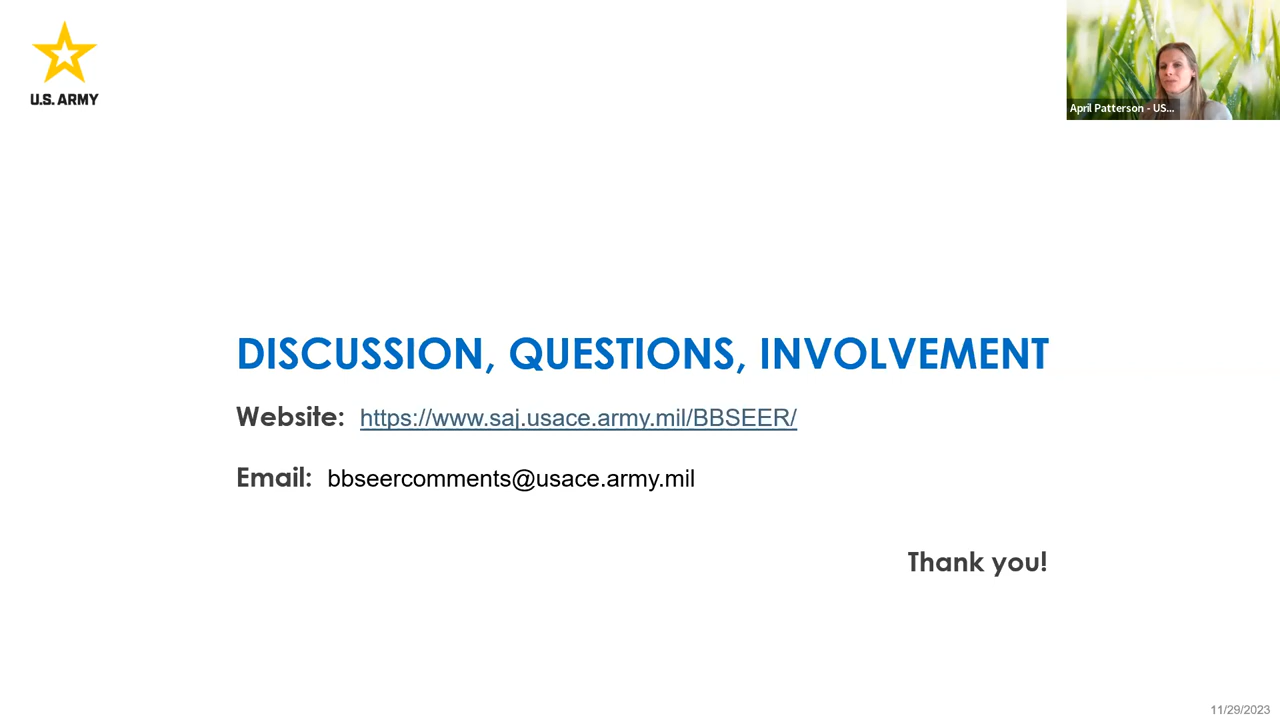 U.S. ARMY
April Patterson - US...
DISCUSSION, QUESTIONS, INVOLVEMENT
Website: https://www.saj.usace.army.mil/BBSEER/
Email: bbseercomments@usace.army.mil
Thank you!
11/29/2023